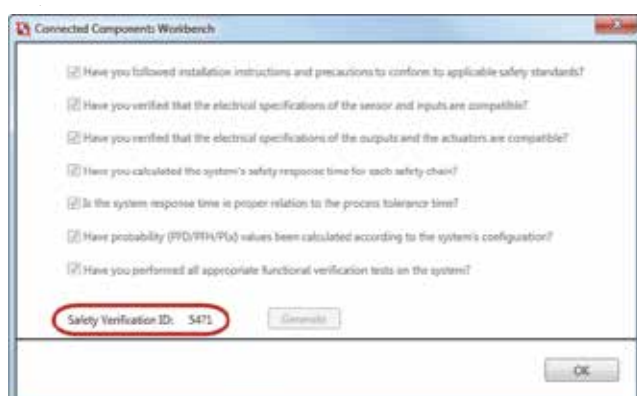 Connected Components Workbench
Have you followed installation instructions and precautions to conform to applicable safety standards?
Have you verified that the electrical specifications of the sensor and inputs are compatible?
Have you verified that the electrical specifications of the outputs and the actuators are compatible?
Have you calculated the system's safety response time for each safety chain?
Is the system response time in proper relation to the process tolerance time?
Have probability (PFD/PFH/PLx) values been calculated according to the system's configuration?
Have you performed all appropriate functional verification tests on the system?
Safety Verification ID: 5471 Generate
OK